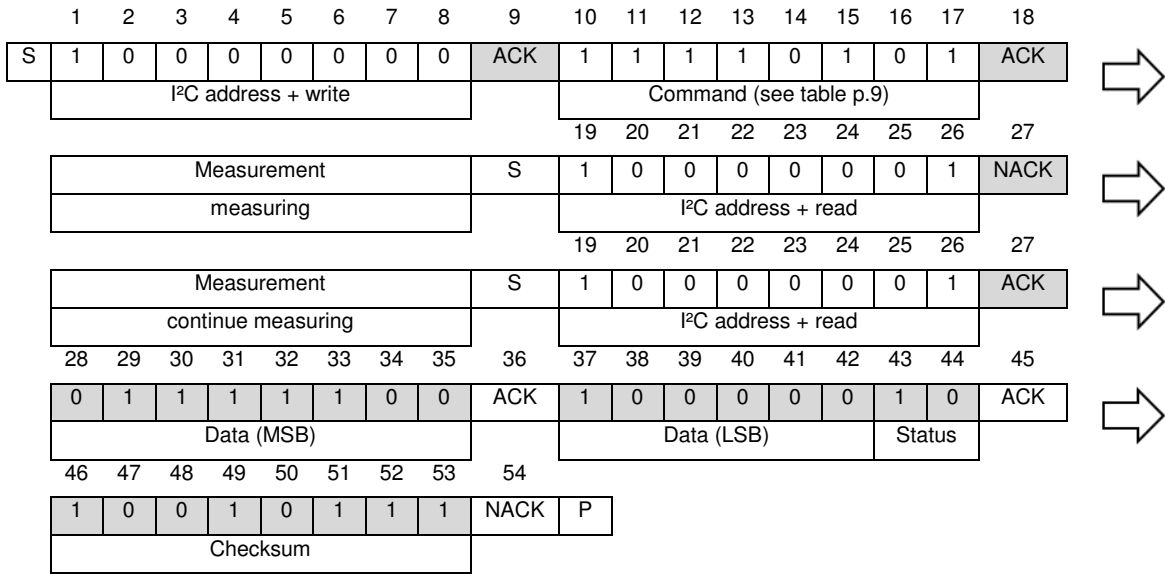 1 2 3 4 5 6 7 8 9 10 11 12 13 14 15 16 17 18
S 1 0 0 0 0 0 0 0 ACK 1 1 1 1 0 1 0 1 ACK
I²C address + write Command (see table p.9)
19 20 21 22 23 24 25 26 27
Measurement S 1 0 0 0 0 0 0 1 NACK
measuring I²C address + read
19 20 21 22 23 24 25 26 27
Measurement S 1 0 0 0 0 0 0 1 ACK
continue measuring I²C address + read
28 29 30 31 32 33 34 35 36 37 38 39 40 41 42 43 44 45
0 1 1 1 1 1 0 0 ACK 1 0 0 0 0 0 1 0 ACK
Data (MSB) Data (LSB) Status
46 47 48 49 50 51 52 53 54
1 0 0 1 0 1 1 1 NACK P
Checksum